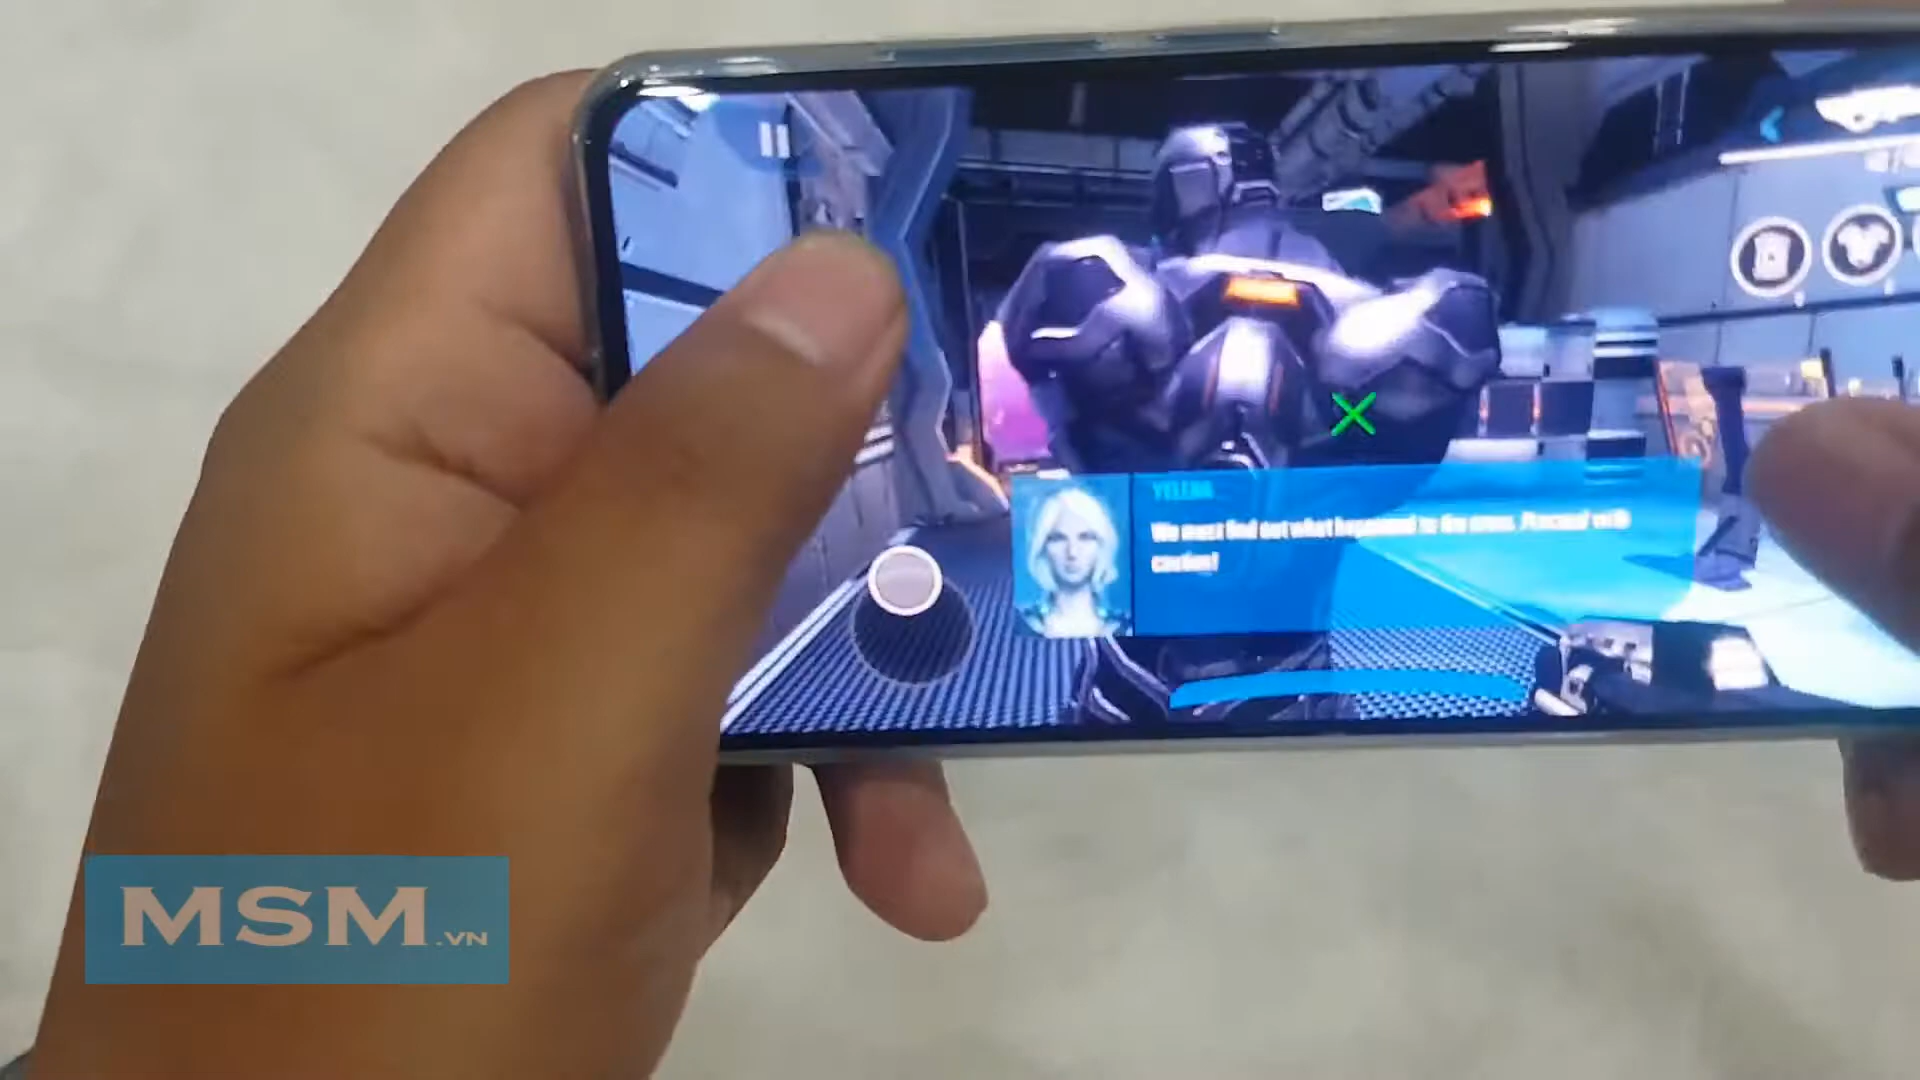 YELENA
We must find out what happened to the crew. Proceed with
caution!
MSM.VN